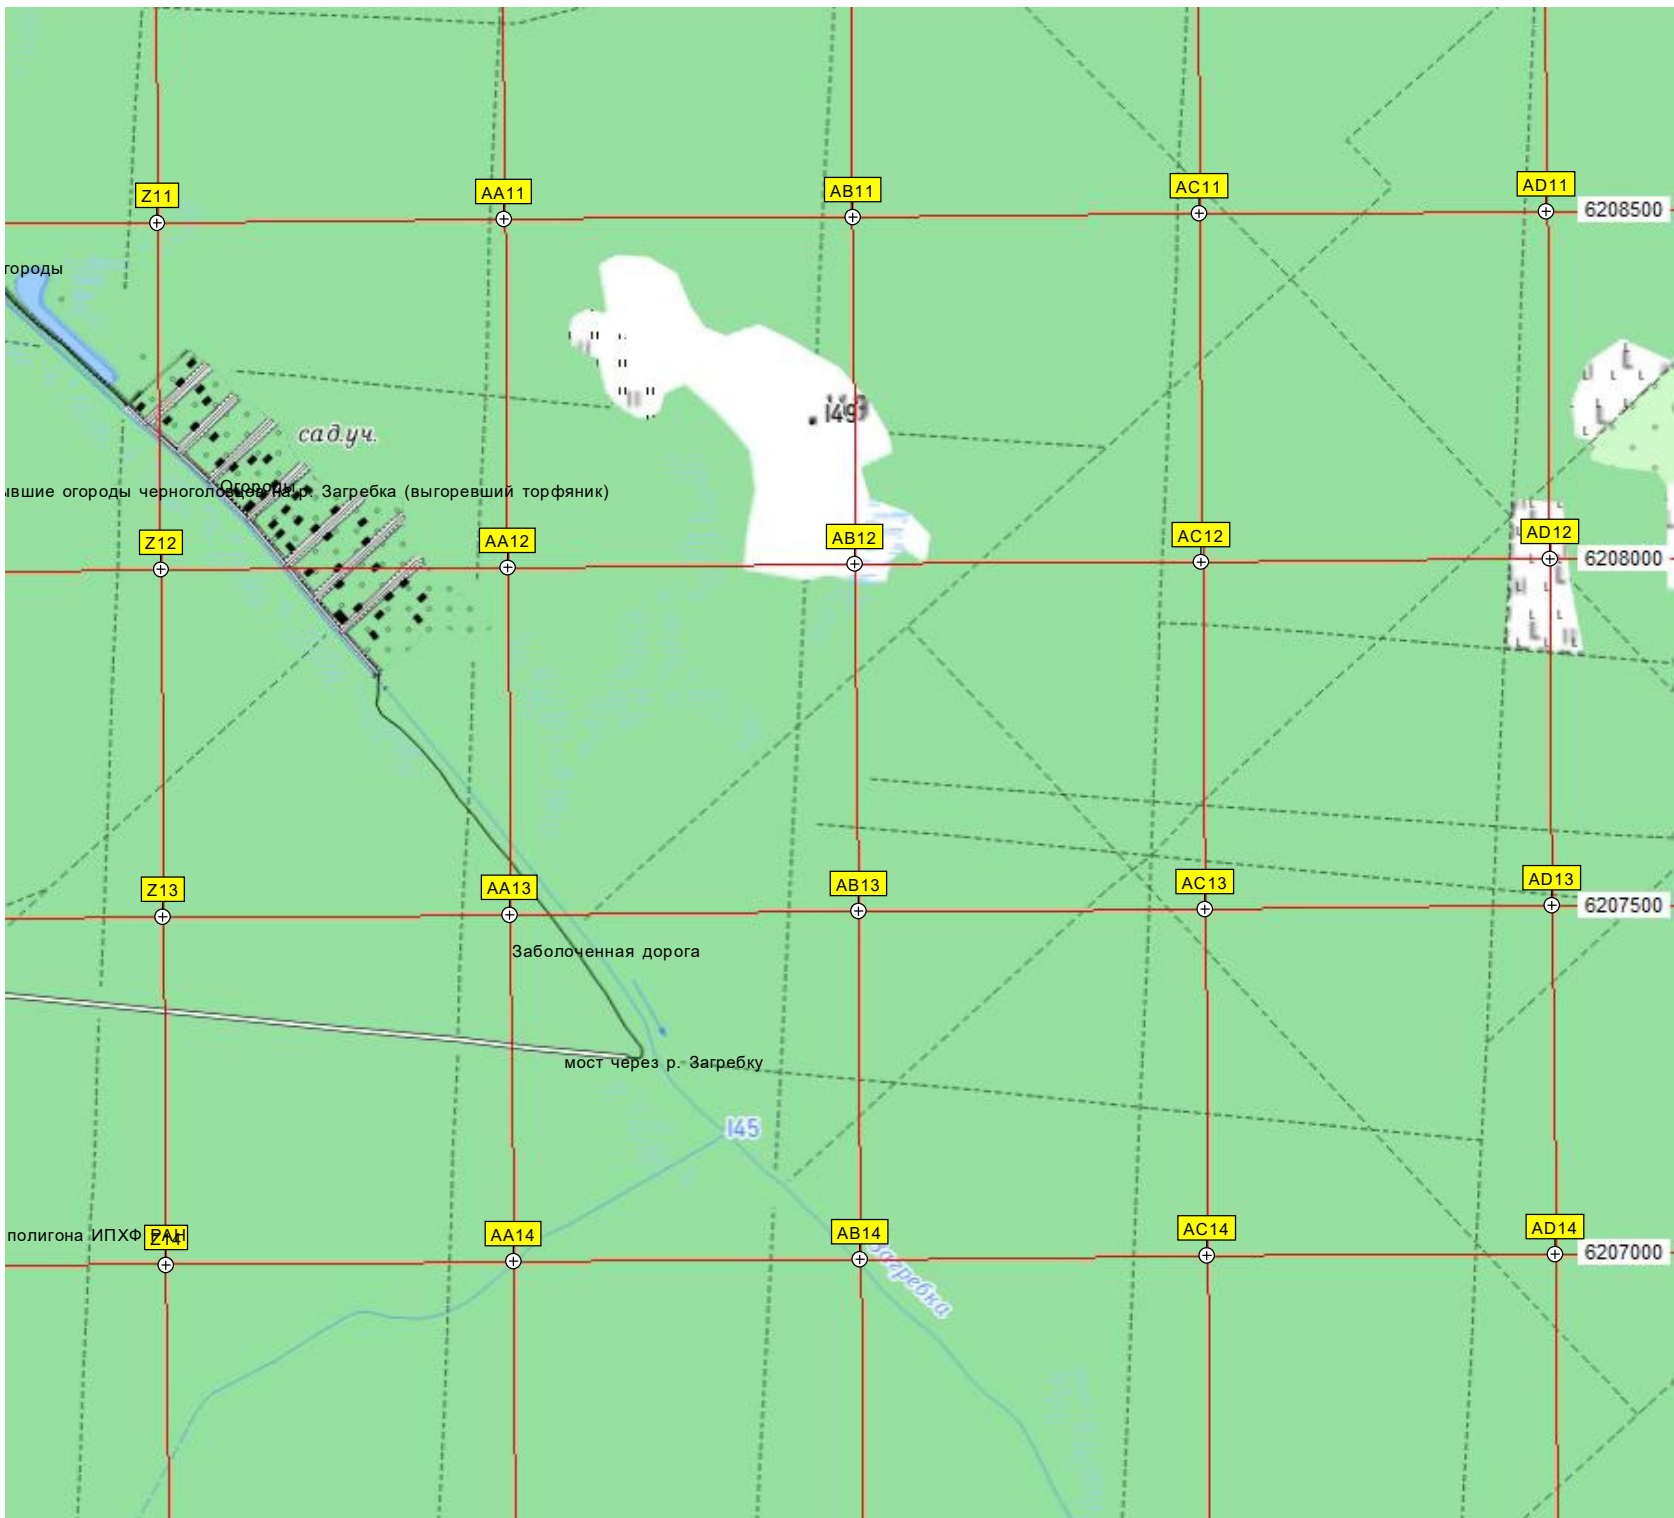 Z11
AA11
AB11
AC11
AD11
6208500
городы
149
сад.уч.
Огороды
ывшие огороды черноголовцев на р. Загребка (выгоревший торфяник)
Z12
AA12
AB12
AC12
AD12
6208000
Z13
AA13
AB13
AC13
AD13
6207500
Заболоченная дорога
мост через р. Загребку
145
полигона ИПХФ РАН
Z14
AA14
AB14
AC14
AD14
6207000
Загребка